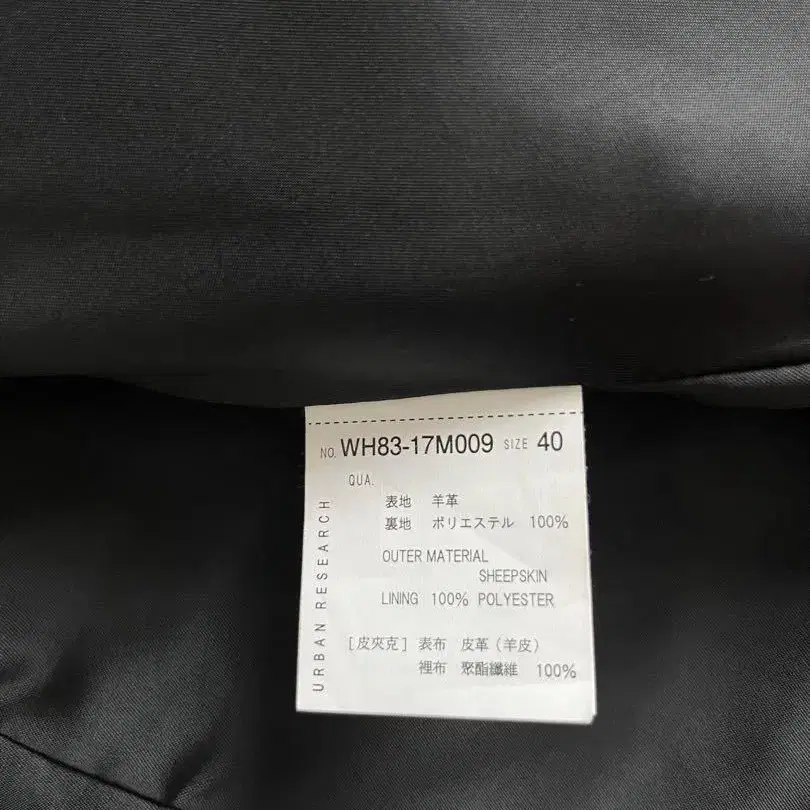 NO. WH83-17M009 SIZE 40
QUA.
表地 羊革
裏地 ポリエステル 100%
OUTER MATERIAL
SHEEPSKIN
LINING 100% POLYESTER
[皮夾克] 表布 皮革(羊皮)
裡布 聚酯纖維 100%
URBAN RESEARCH